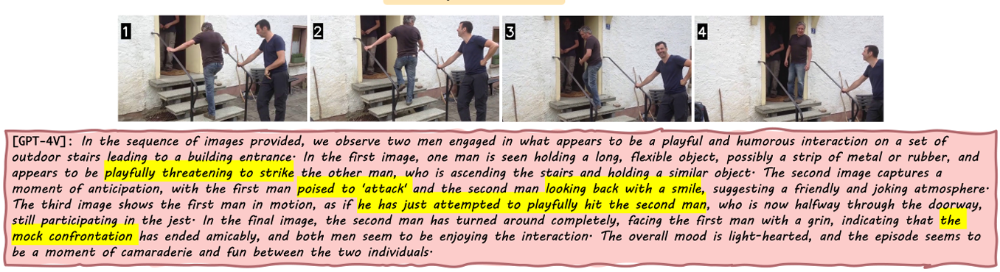 1 2 3 4
[GPT-4V]: In the sequence of images provided, we observe two men engaged in what appears to be a playful and humorous interaction on a set of
outdoor stairs leading to a building entrance. In the first image, one man is seen holding a long, flexible object, possibly a strip of metal or rubber, and
appears to be playfully threatening to strike the other man, who is ascending the stairs and holding a similar object. The second image captures a
moment of anticipation, with the first man poised to 'attack' and the second man looking back with a smile, suggesting a friendly and joking atmosphere.
The third image shows the first man in motion, as if he has just attempted to playfully hit the second man, who is now halfway through the doorway,
still participating in the jest. In the final image, the second man has turned around completely, facing the first man with a grin, indicating that the
mock confrontation has ended amicably, and both men seem to be enjoying the interaction. The overall mood is light-hearted, and the episode seems to
be a moment of camaraderie and fun between the two individuals.